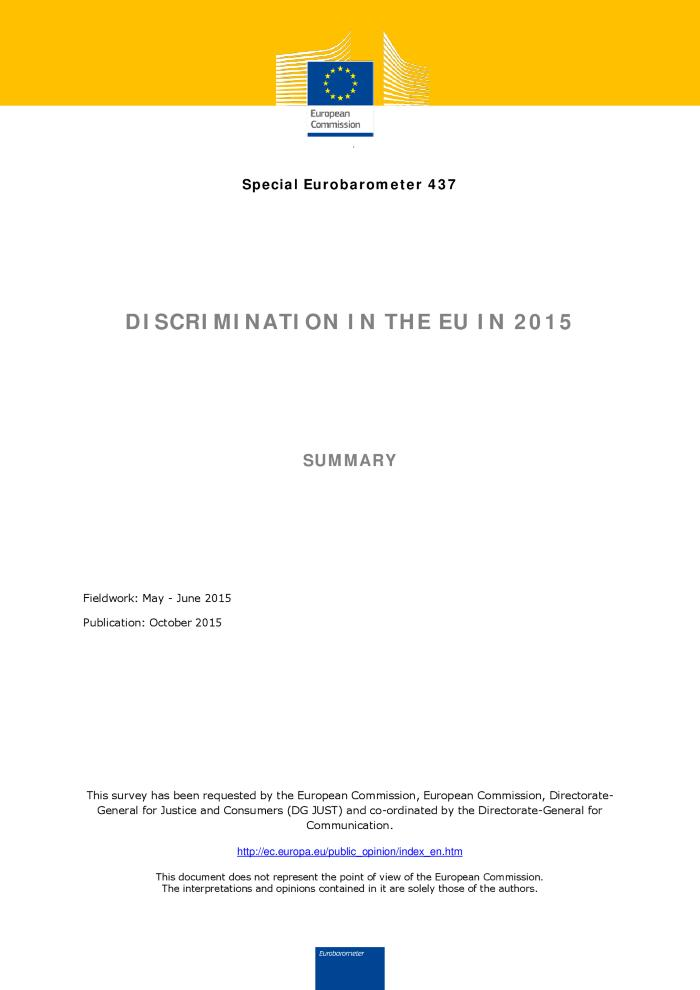 European
Commission
Special Eurobarometer 437
DISCRIMINATION IN THE EU IN 2015
SUMMARY
Fieldwork: May - June 2015
Publication: October 2015
This survey has been requested by the European Commission, European Commission, Directorate-
General for Justice and Consumers (DG JUST) and co-ordinated by the Directorate-General for
Communication.
http://ec.europa.eu/public_opinion/index_en.htm
This document does not represent the point of view of the European Commission.
The interpretations and opinions contained in it are solely those of the authors.
Eurobarometer